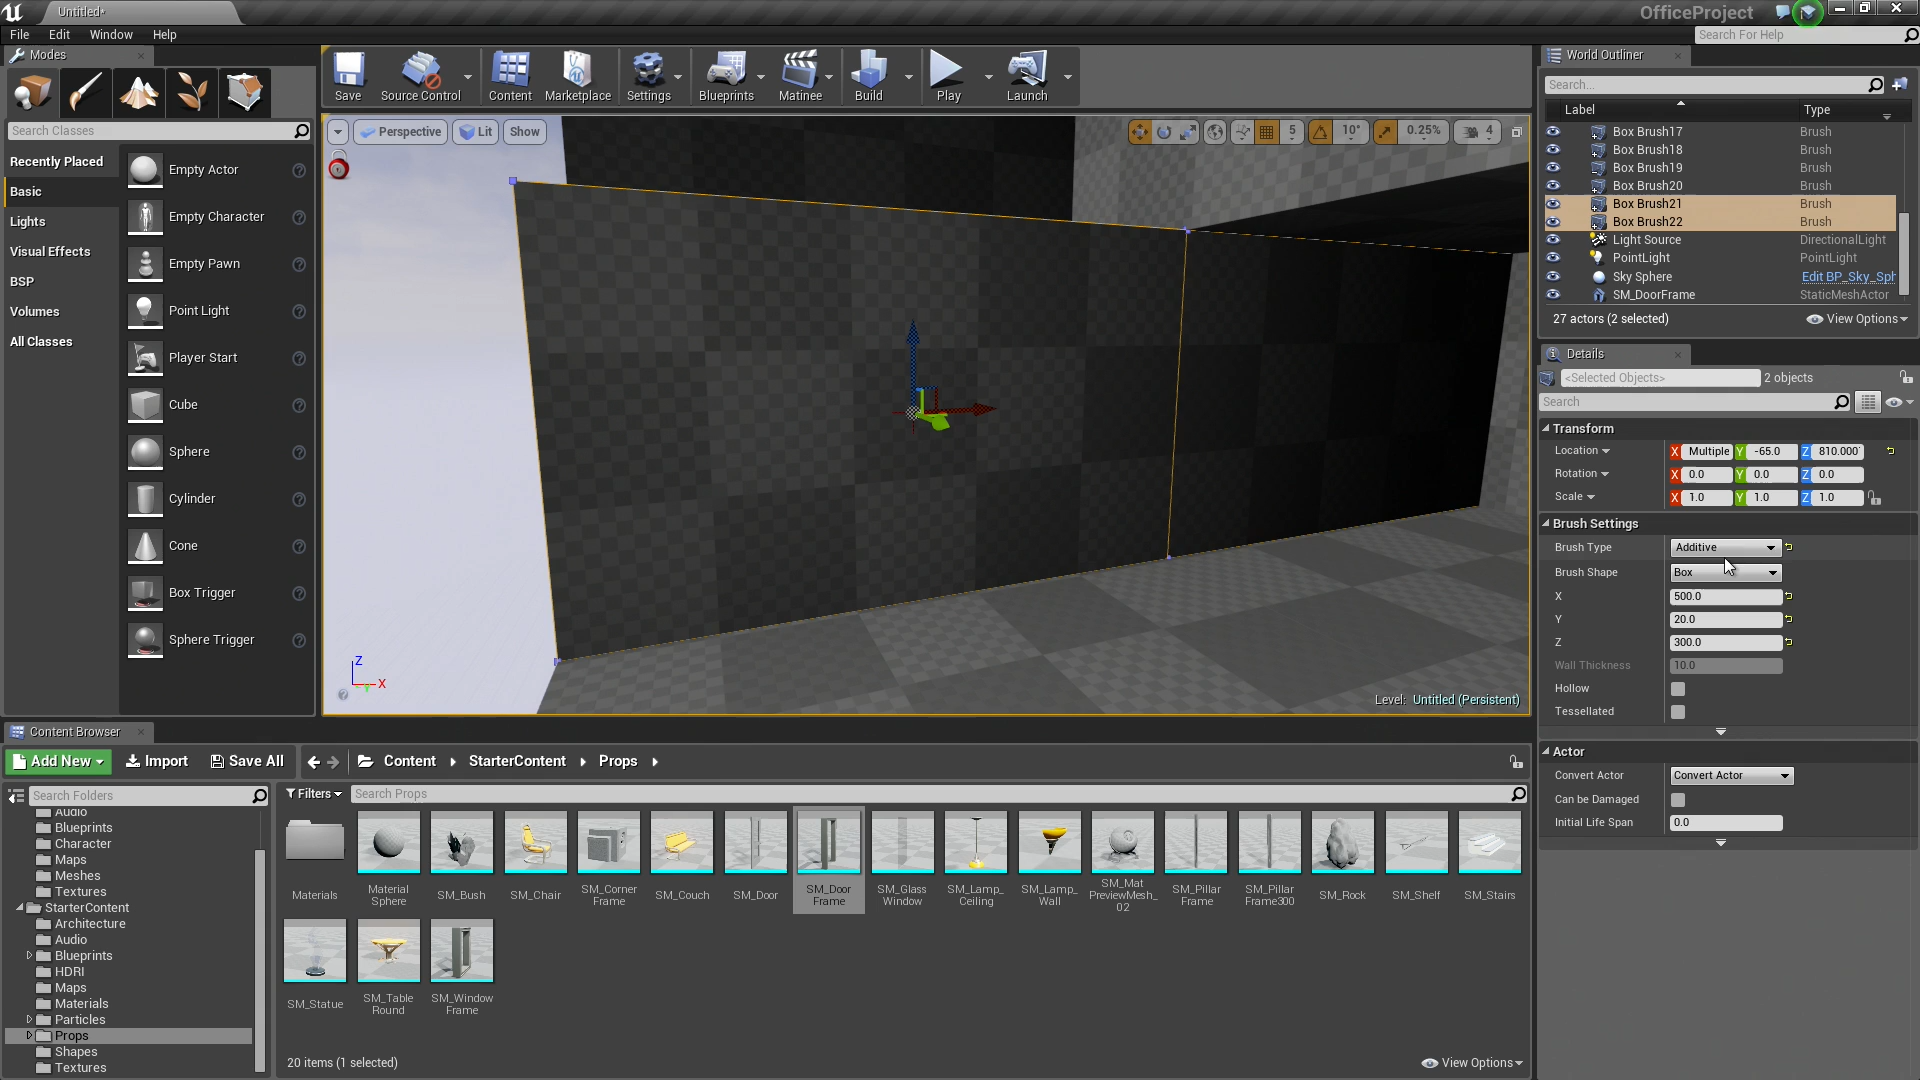 Untitled•
OfficeProject
File
Edit
Window
Help
Search For Help
Modes
Search Classes
Recently Placed
Basic
Lights
Visual Effects
BSP
Volumes
All Classes
Empty Actor
Empty Character
Empty Pawn
Point Light
Player Start
Cube
Sphere
Cylinder
Cone
Box Trigger
Sphere Trigger
Save
Source Control
Content
Marketplace
Settings
Blueprints
Matinee
Build
Play
Launch
Perspective
Lit
Show
5
10°
0.25%
4
Z
X
Level: Untitled (Persistent)
World Outliner
Search...
Label
Type
Box Brush17 Brush
Box Brush18 Brush
Box Brush19 Brush
Box Brush20 Brush
Box Brush21 Brush
Box Brush22 Brush
Light Source DirectionalLight
PointLight PointLight
Sky Sphere Edit BP_Sky_Sph
SM_DoorFrame StaticMeshActor
27 actors (2 selected)
View Options
Details
<Selected Objects>
2 objects
Search
Transform
Location X Multiple Y -65.0 Z 810.000
Rotation X 0.0 Y 0.0 Z 0.0
Scale X 1.0 Y 1.0 Z 1.0
Brush Settings
Brush Type Additive
Brush Shape Box
X 500.0
Y 20.0
Z 300.0
Wall Thickness 10.0
Hollow
Tessellated
Actor
Convert Actor Convert Actor
Can be Damaged
Initial Life Span 0.0
Content Browser
Add New
Import
Save All
Content
StarterContent
Props
Search Folders
Audio
Blueprints
Character
Maps
Meshes
Textures
StarterContent
Architecture
Audio
Blueprints
HDRI
Maps
Materials
Particles
Props
Shapes
Textures
Filters
Search Props
Materials
Material
Sphere
SM_Bush
SM_Chair
SM_Corner
Frame
SM_Couch
SM_Door
SM_Door
Frame
SM_Glass
Window
SM_Lamp_
Ceiling
SM_Lamp_
Wall
SM_Mat
PreviewMesh_
02
SM_Pillar
Frame
SM_Pillar
Frame300
SM_Rock
SM_Shelf
SM_Stairs
SM_Statue
SM_Table
Round
SM_Window
Frame
20 items (1 selected)
View Options